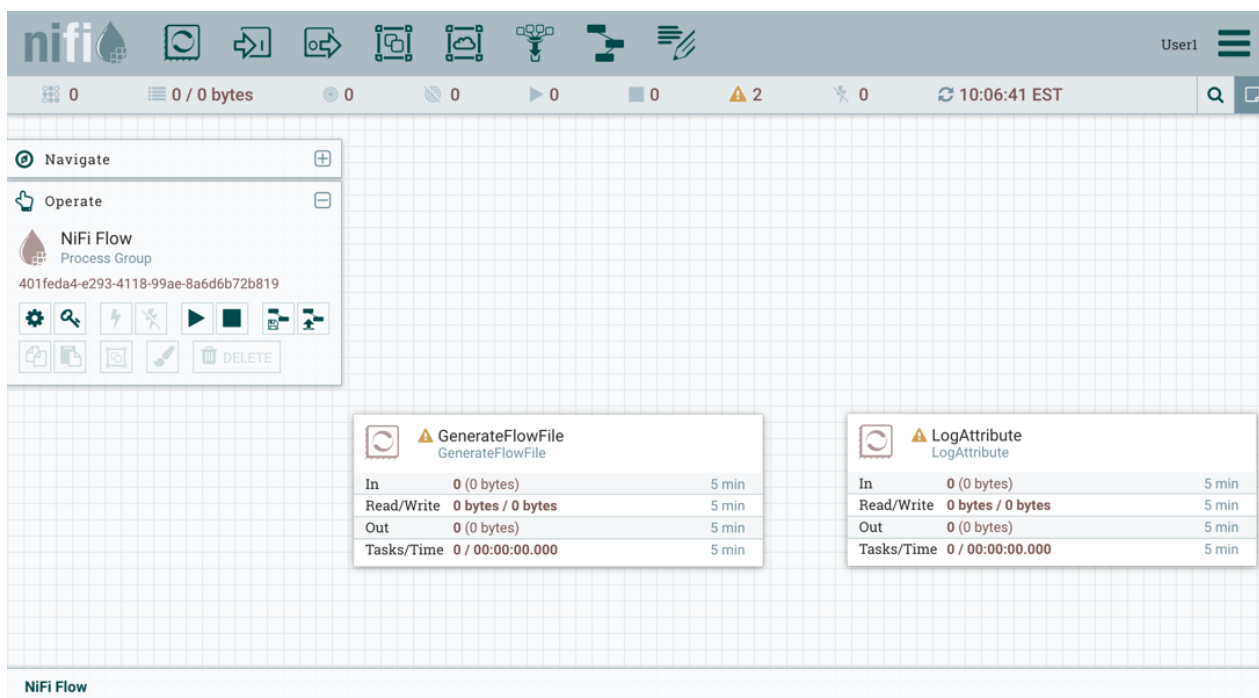 nifi
User1
0 0 / 0 bytes 0 0 0 0 2 0 10:06:41 EST
Navigate
Operate
NiFi Flow
Process Group
401feda4-e293-4118-99ae-8a6d6b72b819
DELETE
GenerateFlowFile
GenerateFlowFile
In 0 (0 bytes) 5 min
Read/Write 0 bytes / 0 bytes 5 min
Out 0 (0 bytes) 5 min
Tasks/Time 0 / 00:00:00.000 5 min
LogAttribute
LogAttribute
In 0 (0 bytes) 5 min
Read/Write 0 bytes / 0 bytes 5 min
Out 0 (0 bytes) 5 min
Tasks/Time 0 / 00:00:00.000 5 min
NiFi Flow